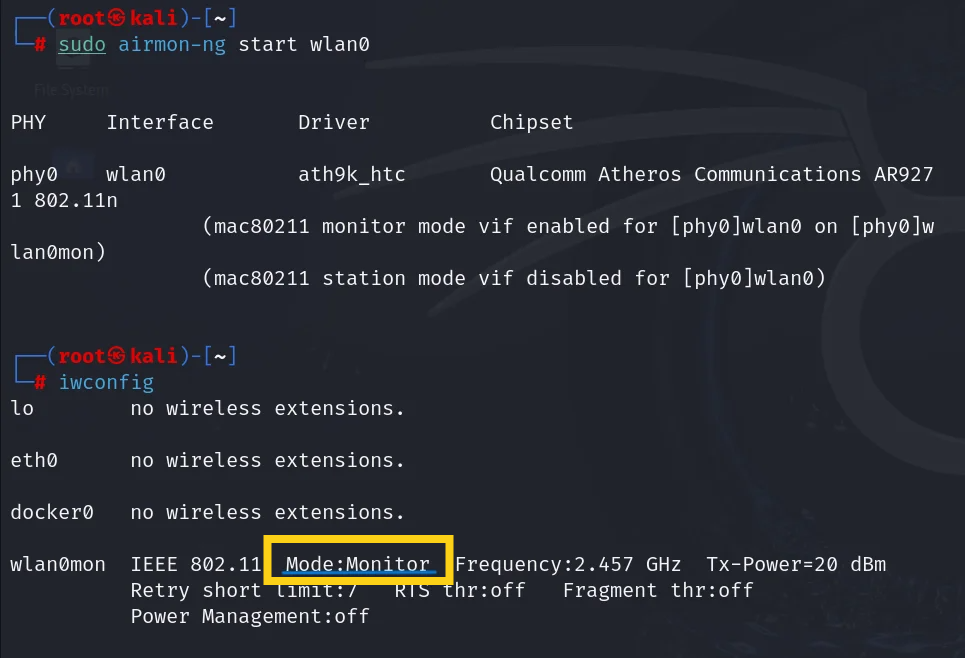 ┌──(root㉿kali)-[~]
└─# sudo airmon-ng start wlan0
File System
PHY     Interface       Driver          Chipset
phy0    wlan0           ath9k_htc       Qualcomm Atheros Communications AR927
1 802.11n
                (mac80211 monitor mode vif enabled for [phy0]wlan0 on [phy0]w
lan0mon)
                (mac80211 station mode vif disabled for [phy0]wlan0)
┌──(root㉿kali)-[~]
└─# iwconfig
lo        no wireless extensions.
eth0      no wireless extensions.
docker0   no wireless extensions.
wlan0mon  IEEE 802.11  Mode:Monitor  Frequency:2.457 GHz  Tx-Power=20 dBm
          Retry short limit:7   RTS thr:off   Fragment thr:off
          Power Management:off